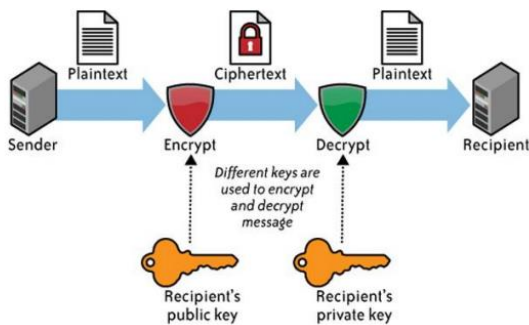 Plaintext
Ciphertext
Plaintext
Sender
Encrypt
Decrypt
Recipient
Different keys are
used to encrypt
and decrypt
message
Recipient's
public key
Recipient's
private key